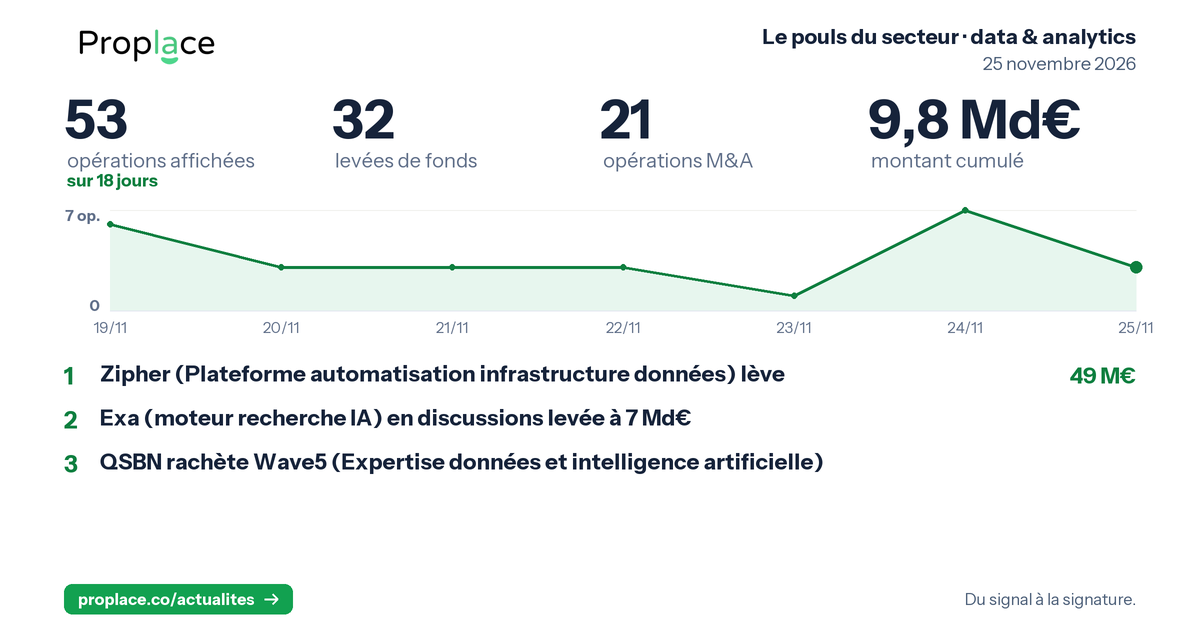 Proplace
Le pouls du secteur · data & analytics
25 novembre 2026
53
opérations affichées
sur 18 jours
32
levées de fonds
21
opérations M&A
9,8 Md€
montant cumulé
7 op.
0
19/11
20/11
21/11
22/11
23/11
24/11
25/11
1 Zipher (Plateforme automatisation infrastructure données) lève 49 M€
2 Exa (moteur recherche IA) en discussions levée à 7 Md€
3 QSBN rachète Wave5 (Expertise données et intelligence artificielle)
proplace.co/actualites →
Du signal à la signature.